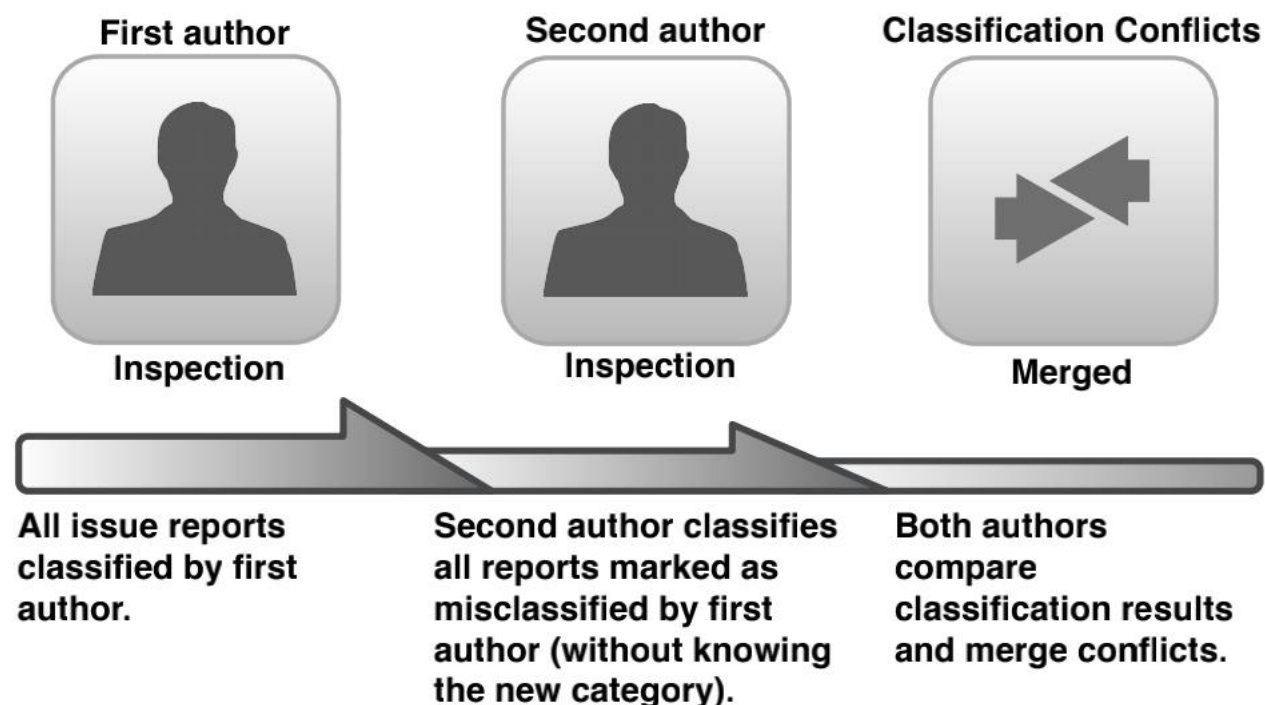 First author
Second author
Classification Conflicts
Inspection
Inspection
Merged
All issue reports
classified by first
author.
Second author classifies
all reports marked as
misclassified by first
author (without knowing
the new category).
Both authors
compare
classification results
and merge conflicts.